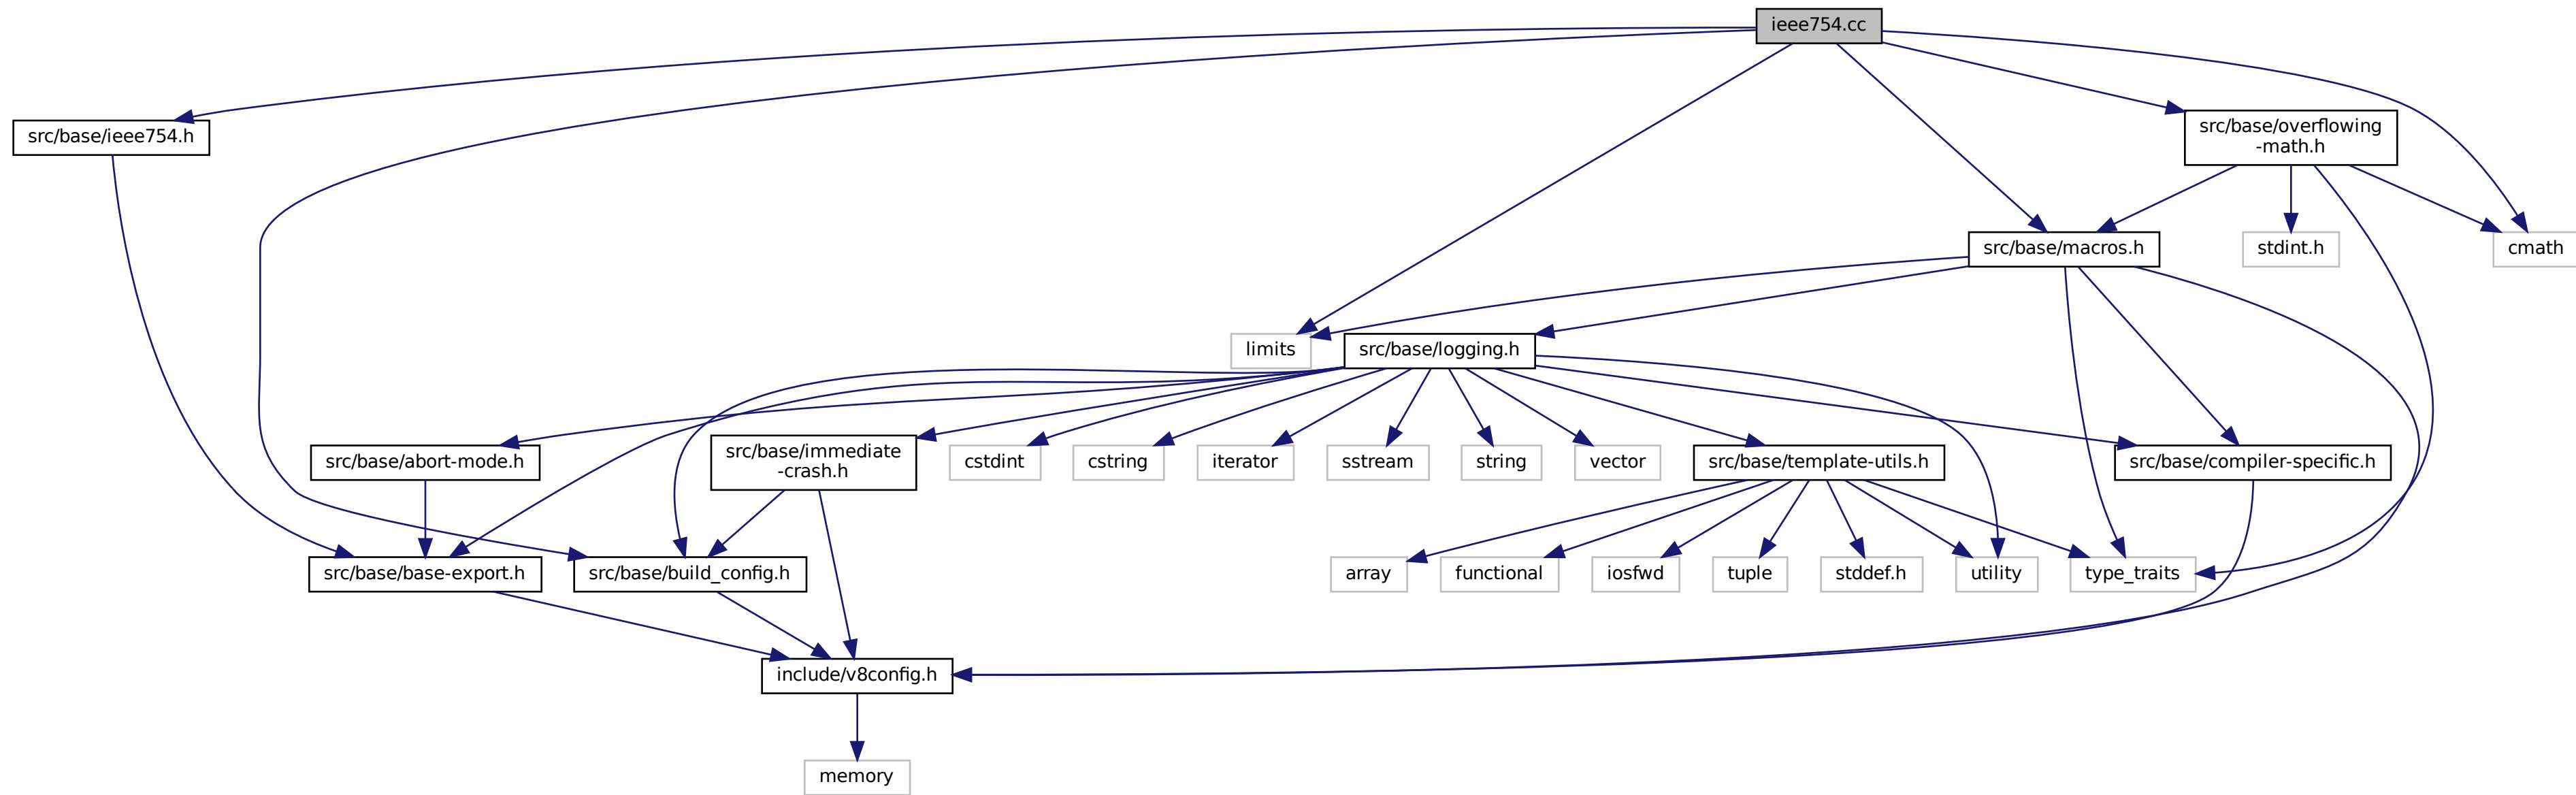 ieee754.cc
src/base/ieee754.h
src/base/overflowing
-math.h
src/base/macros.h
stdint.h
cmath
limits
src/base/logging.h
src/base/abort-mode.h
src/base/immediate
-crash.h
cstdint
cstring
iterator
sstream
string
vector
src/base/template-utils.h
src/base/compiler-specific.h
src/base/base-export.h
src/base/build_config.h
array
functional
iosfwd
tuple
stddef.h
utility
type_traits
include/v8config.h
memory